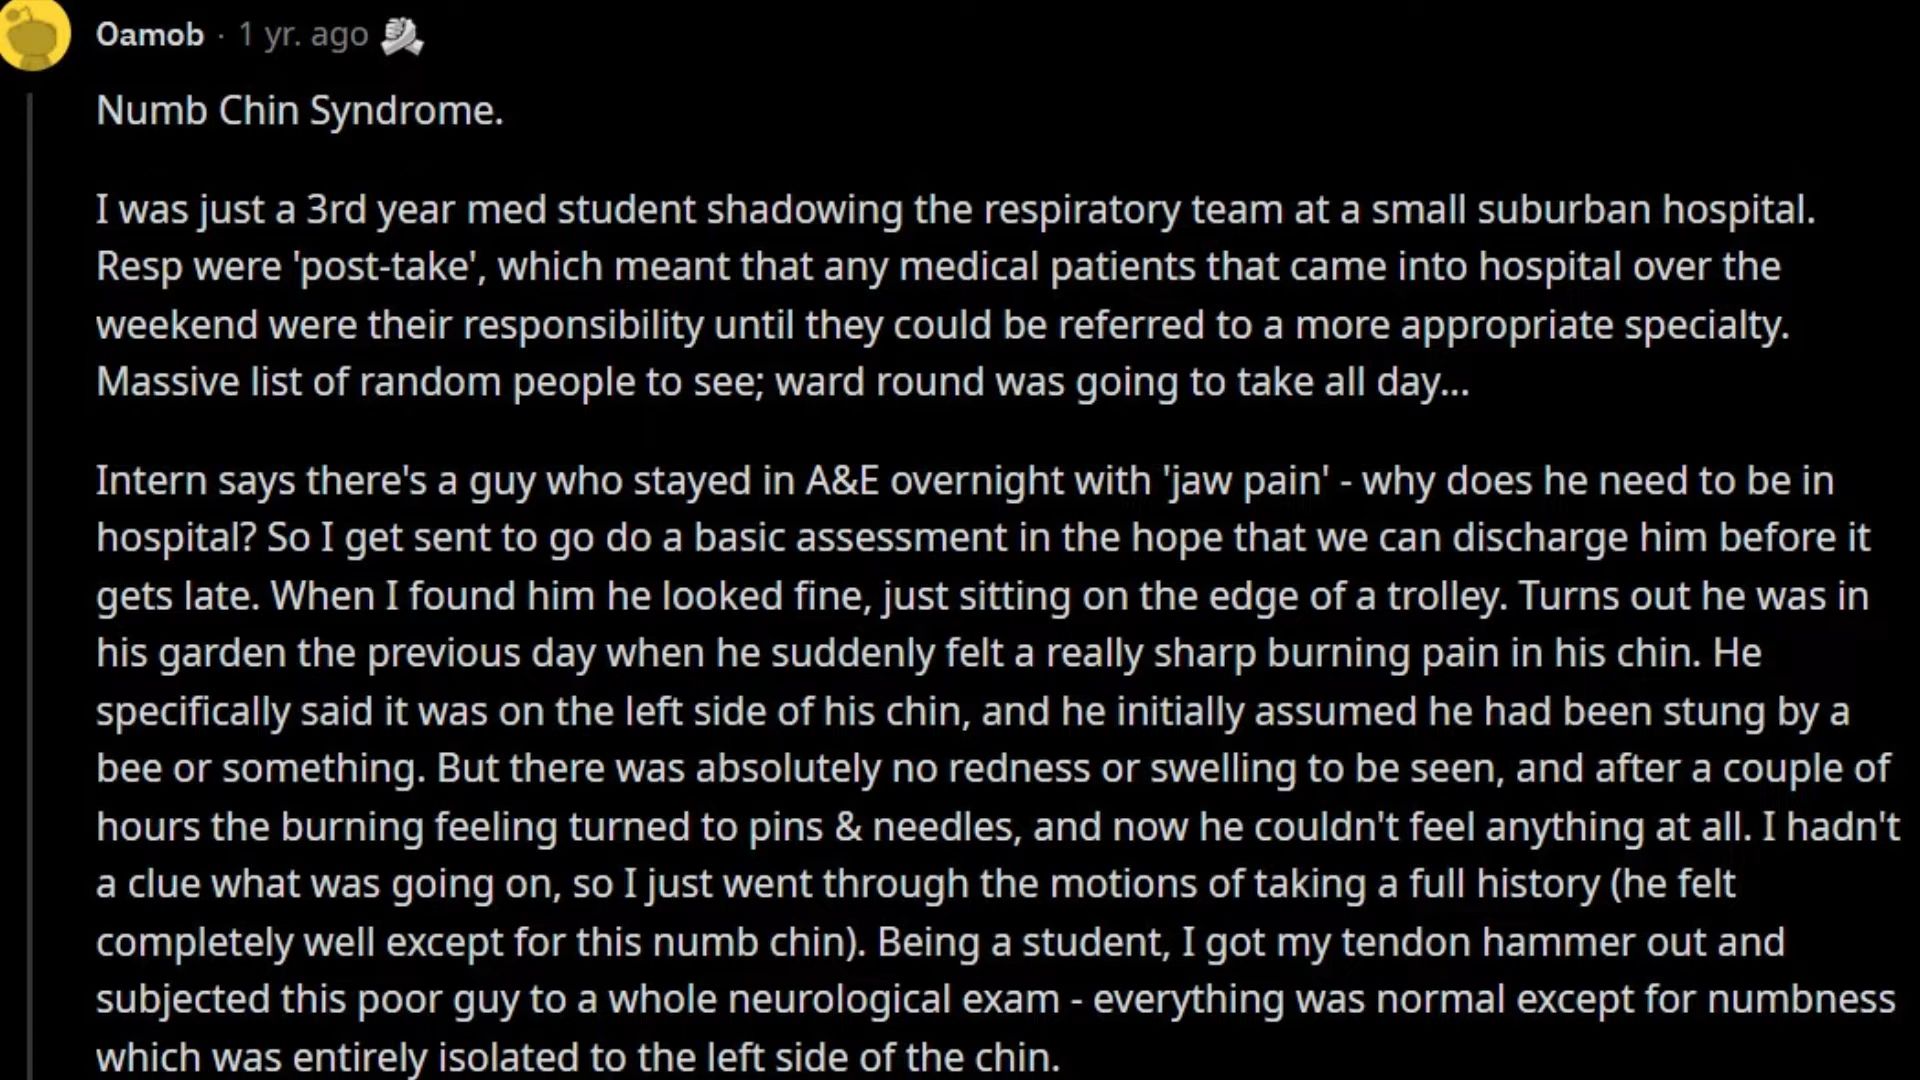 Oamob · 1 yr. ago
Numb Chin Syndrome.
I was just a 3rd year med student shadowing the respiratory team at a small suburban hospital.
Resp were 'post-take', which meant that any medical patients that came into hospital over the
weekend were their responsibility until they could be referred to a more appropriate specialty.
Massive list of random people to see; ward round was going to take all day...
Intern says there's a guy who stayed in A&E overnight with 'jaw pain' - why does he need to be in
hospital? So I get sent to go do a basic assessment in the hope that we can discharge him before it
gets late. When I found him he looked fine, just sitting on the edge of a trolley. Turns out he was in
his garden the previous day when he suddenly felt a really sharp burning pain in his chin. He
specifically said it was on the left side of his chin, and he initially assumed he had been stung by a
bee or something. But there was absolutely no redness or swelling to be seen, and after a couple of
hours the burning feeling turned to pins & needles, and now he couldn't feel anything at all. I hadn't
a clue what was going on, so I just went through the motions of taking a full history (he felt
completely well except for this numb chin). Being a student, I got my tendon hammer out and
subjected this poor guy to a whole neurological exam - everything was normal except for numbness
which was entirely isolated to the left side of the chin.